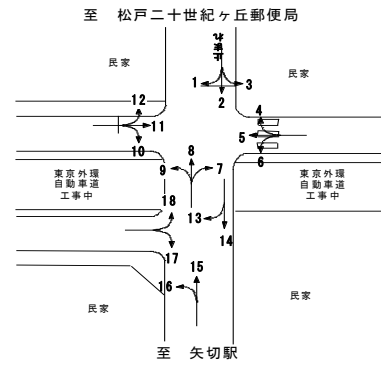 至 松戸二十世紀ヶ丘郵便局
民家
止まれ
民家
1
3
2
12
4
11
5
10
8
6
9
7
東京外環
自動車道
工事中
東京外環
自動車道
工事中
18
13
14
17
15
16
民家
民家
至 矢切駅